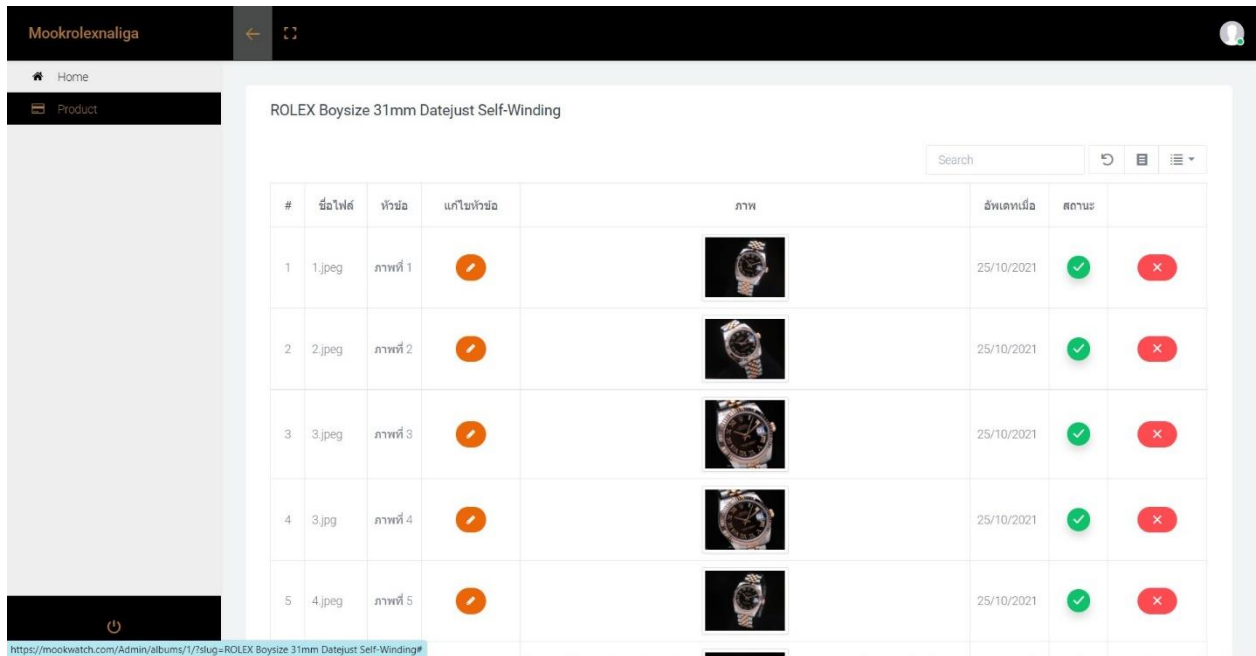 Mookrolexnaliga
Home
Product
ROLEX Boysize 31mm Datejust Self-Winding
Search
# ชื่อไฟล์ หัวข้อ แก้ไขหัวข้อ ภาพ อัพเดทเมื่อ สถานะ
1 1.jpeg ภาพที่ 1 25/10/2021
2 2.jpeg ภาพที่ 2 25/10/2021
3 3.jpeg ภาพที่ 3 25/10/2021
4 3.jpg ภาพที่ 4 25/10/2021
5 4.jpeg ภาพที่ 5 25/10/2021
https://mookwatch.com/Admin/albums/1/?slug=ROLEX Boysize 31mm Datejust Self-Winding#